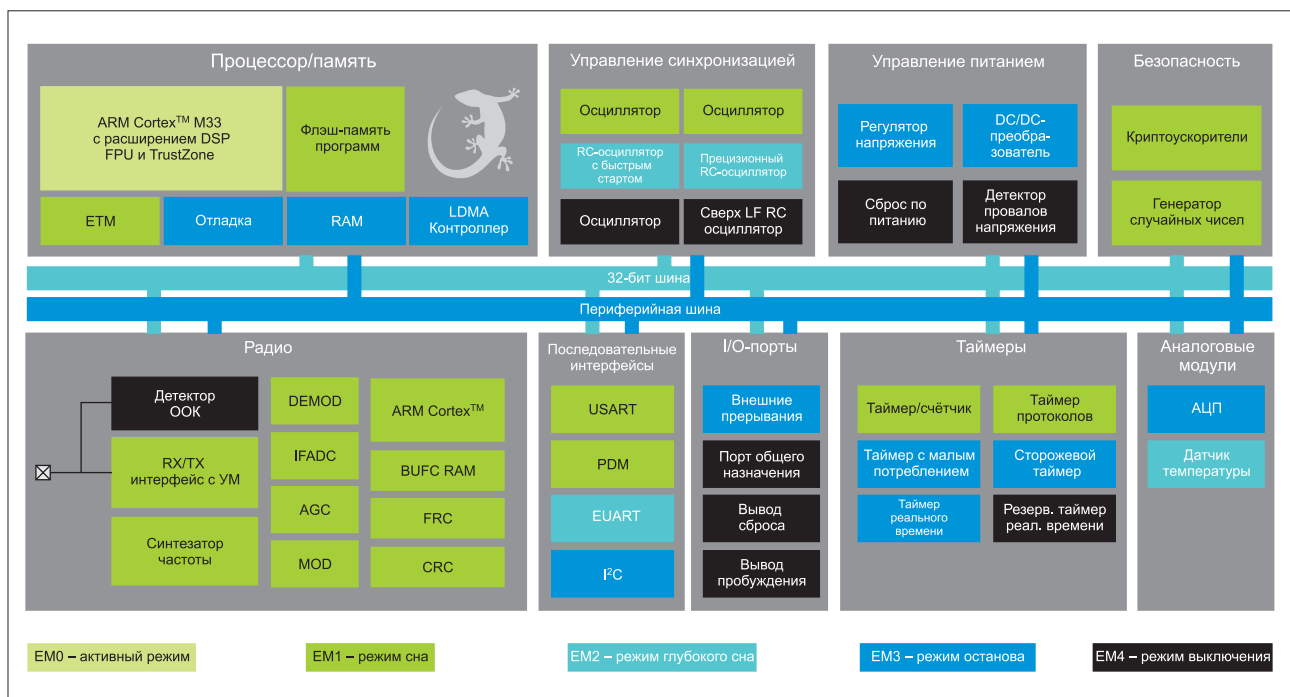 Процессор/память
ARM Cortex™ M33
с расширением DSP
FPU и TrustZone
Флэш-память
программ
ETM
Отладка
RAM
LDMA
Контроллер
Управление синхронизацией
Осциллятор
Осциллятор
RC-осциллятор
с быстрым
стартом
Прецизионный
RC-осциллятор
Осциллятор
Сверх LF RC
осциллятор
Управление питанием
Регулятор
напряжения
DC/DC-
преобра-
зователь
Сброс по
питанию
Детектор
провалов
напряжения
Безопасность
Криптоускорители
Генератор
случайных чисел
32-бит шина
Периферийная шина
Радио
Детектор
ООК
RX/TX
интерфейс с УМ
Синтезатор
частоты
DEMOD
IFADC
AGC
MOD
ARM Cortex™
BUFC RAM
FRC
CRC
Последовательные
интерфейсы
USART
PDM
EUART
I²C
I/O-порты
Внешние
прерывания
Порт общего
назначения
Вывод
сброса
Вывод
пробуждения
Таймеры
Таймер/счётчик
Таймер
протоколов
Таймер с малым
потреблением
Сторожевой
таймер
Таймер
реального
времени
Резерв. таймер
реал. времени
Аналоговые
модули
АЦП
Датчик
температуры
EM0 – активный режим
EM1 – режим сна
EM2 – режим глубокого сна
EM3 – режим останова
EM4 – режим выключения